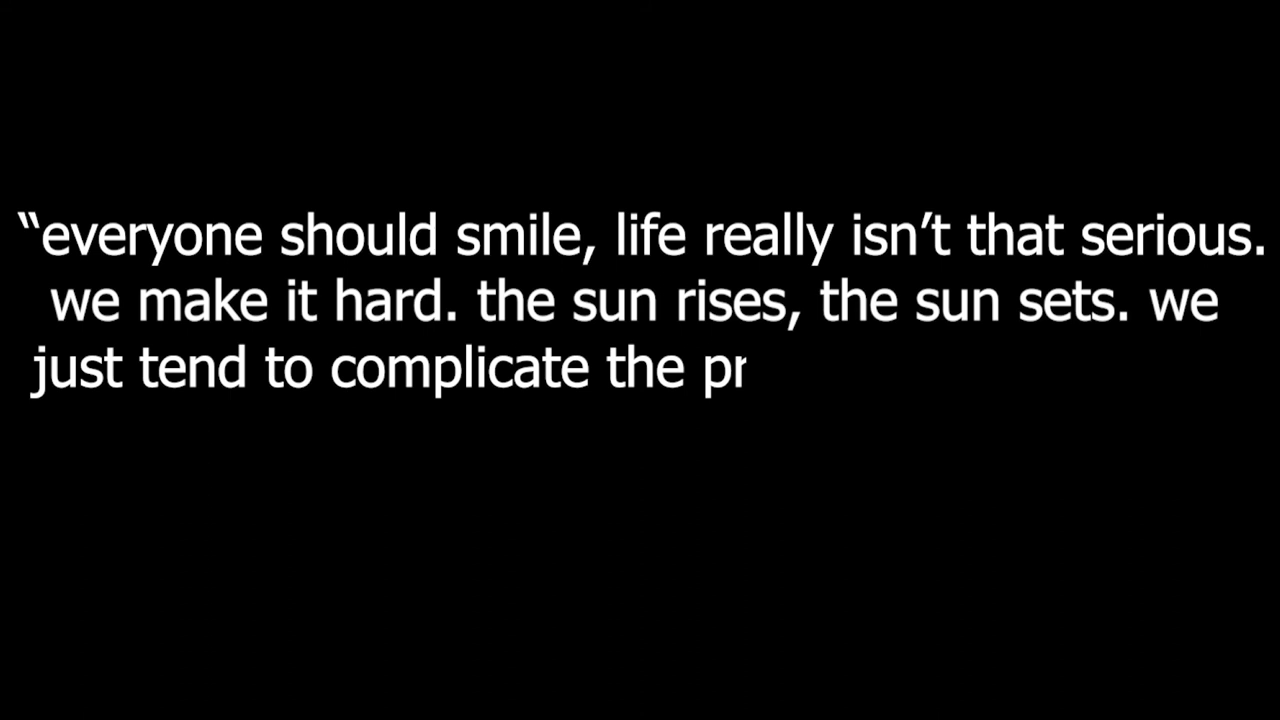 “everyone should smile, life really isn’t that serious.
we make it hard. the sun rises, the sun sets. we
just tend to complicate the pr